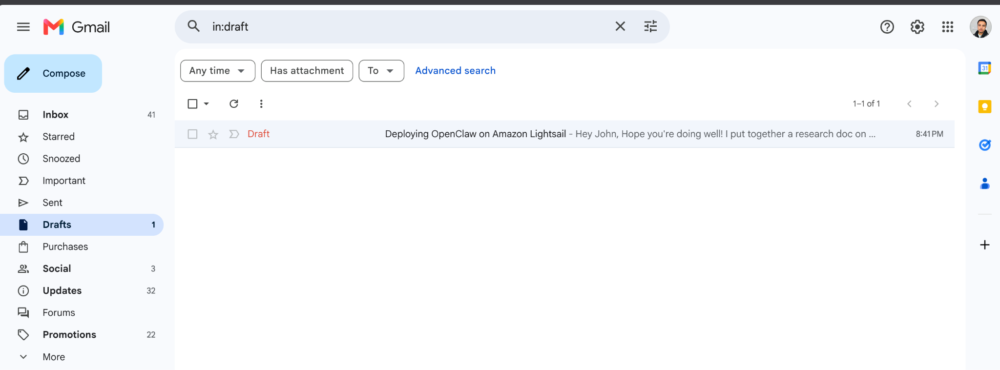 Gmail
in:draft
Compose
Any time
Has attachment
To
Advanced search
1–1 of 1
Draft
Deploying OpenClaw on Amazon Lightsail - Hey John, Hope you're doing well! I put together a research doc on ...
8:41 PM
Inbox 41
Starred
Snoozed
Important
Sent
Drafts 1
Purchases
Social 3
Updates 32
Forums
Promotions 22
More
31